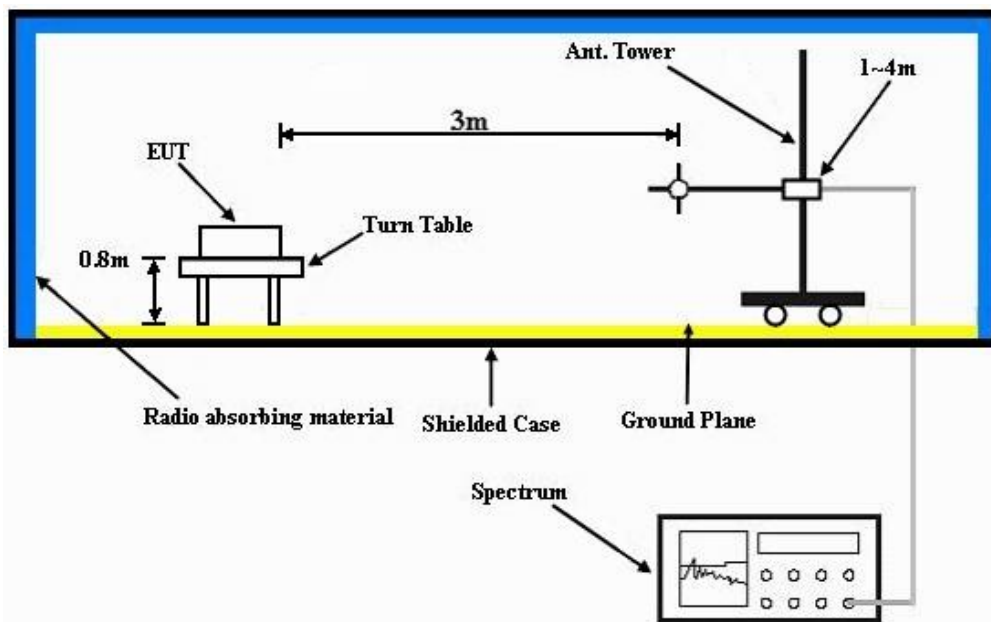 Ant. Tower
1~4m
3m
EUT
Turn Table
0.8m
Radio absorbing material
Shielded Case
Ground Plane
Spectrum